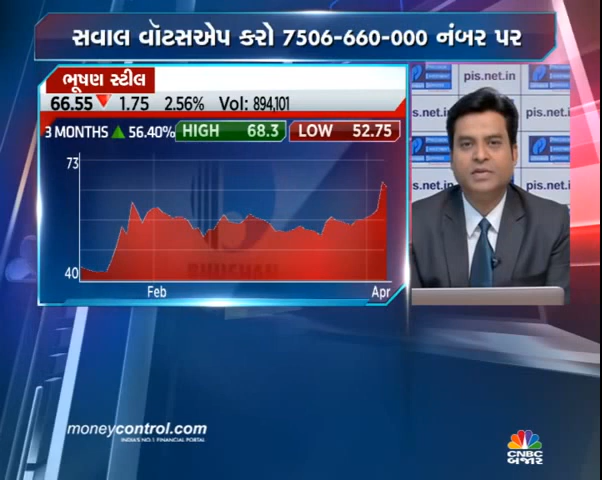 સવાલ વૉટસએપ કરો 7506-660-000 નંબર પર
ભૂષણ સ્ટીલ
66.55 1.75 2.56% Vol: 894,101
3 MONTHS 56.40% HIGH 68.3 LOW 52.75
73
40
Feb Apr
BHUSHAN
pis.net.in
pis.net.in
pis.net.in
moneycontrol.com
INDIA'S NO.1 FINANCIAL PORTAL
CNBC
બજાર